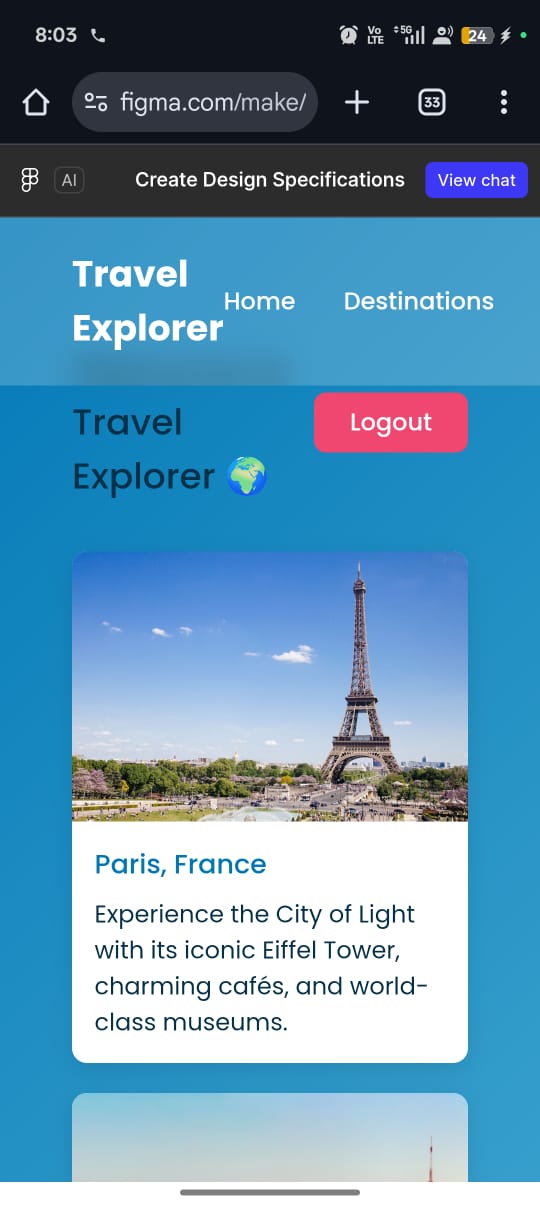 8:03
Vo
LTE
5G
24
figma.com/make/
33
AI
Create Design Specifications
View chat
Travel
Explorer
Home
Destinations
Travel
Explorer 🌍
Logout
Paris, France
Experience the City of Light
with its iconic Eiffel Tower,
charming cafés, and world-
class museums.